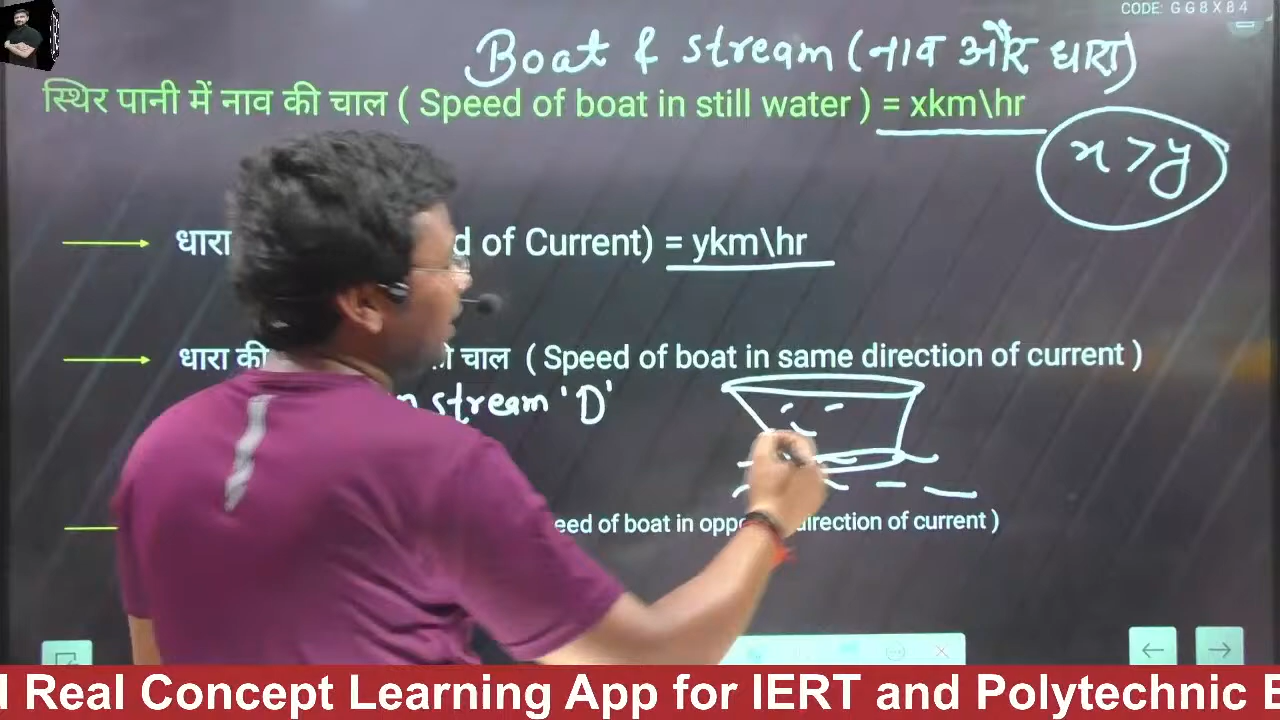 CODE: GG8X84
Boat & stream (नाव और धारा)
स्थिर पानी में नाव की चाल ( Speed of boat in still water ) = xkm\hr
x > y
धारा d of Current) = ykm\hr
धारा की चाल ( Speed of boat in same direction of current )
stream 'D'
eed of boat in direction of current )
Real Concept Learning App for IERT and Polytechnic